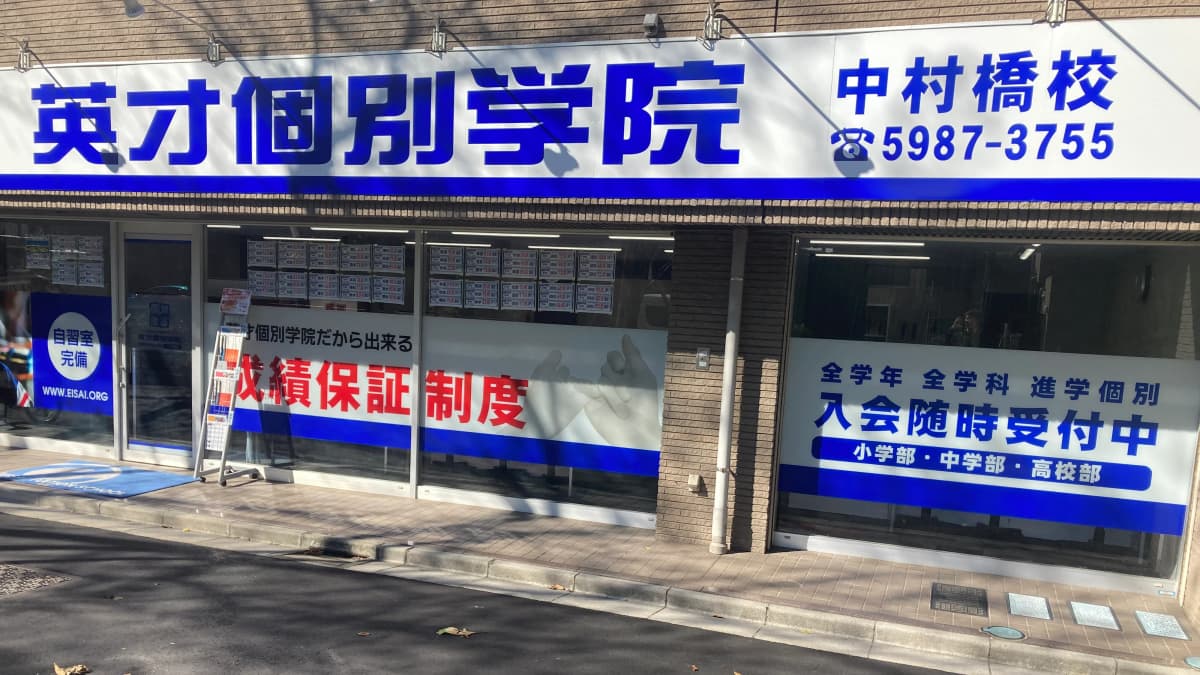 英才個別学院
中村橋校
☎5987-3755
自習室
完備
WWW.EISAI.ORG
才個別学院だから出来る
成績保証制度
全学年 全学科 進学個別
入会随時受付中
小学部・中学部・高校部